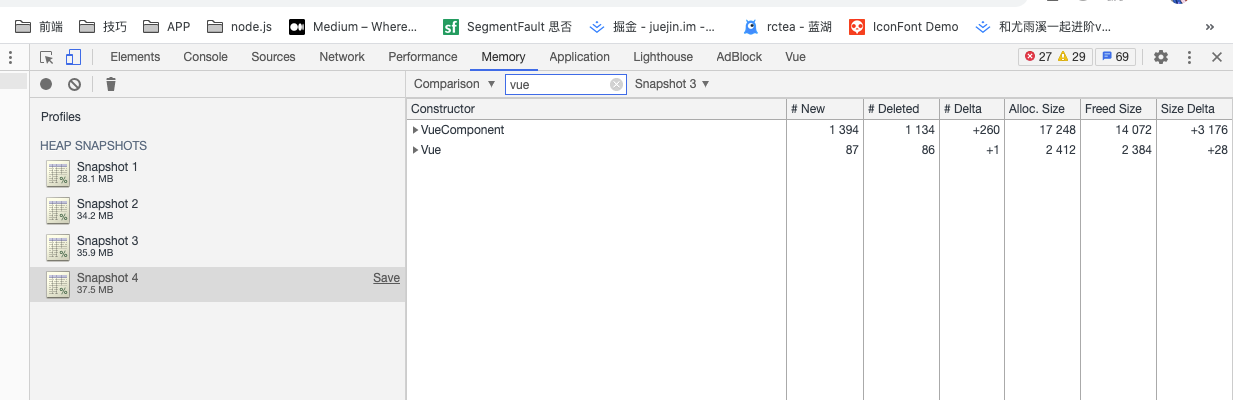 前端 技巧 APP node.js Medium – Where... SegmentFault 思否 掘金 - juejin.im -... rctea - 蓝湖 IconFont Demo 和尤雨溪一起进阶v... »
Elements Console Sources Network Performance Memory Application Lighthouse AdBlock Vue 27 29 69
Comparison ▼ vue Snapshot 3 ▼
Profiles
HEAP SNAPSHOTS
Snapshot 1
28.1 MB
Snapshot 2
34.2 MB
Snapshot 3
35.9 MB
Snapshot 4 Save
37.5 MB
Constructor # New # Deleted # Delta Alloc. Size Freed Size Size Delta
VueComponent 1 394 1 134 +260 17 248 14 072 +3 176
Vue 87 86 +1 2 412 2 384 +28